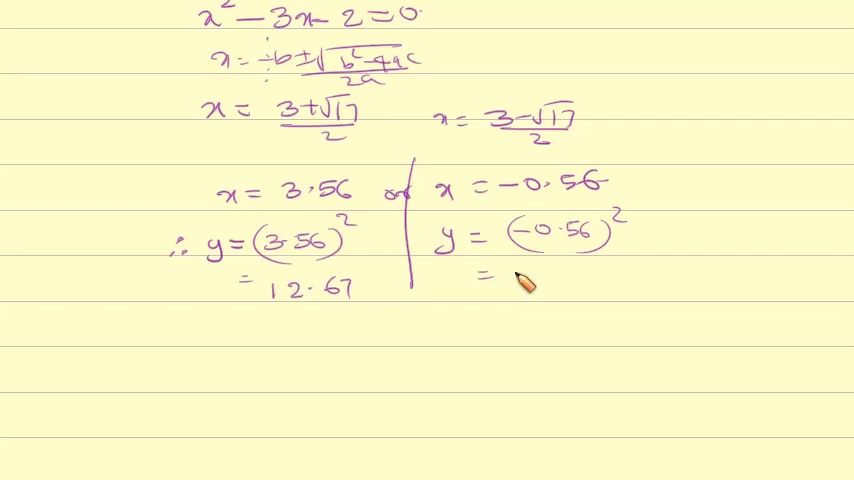 x² - 3x - 2 = 0
x = -b ± √b² - 4ac / 2a
x = 3 + √17 / 2 x = 3 - √17 / 2
x = 3.56 or x = -0.56
∴ y = (3.56)² y = (-0.56)²
= 12.67 =